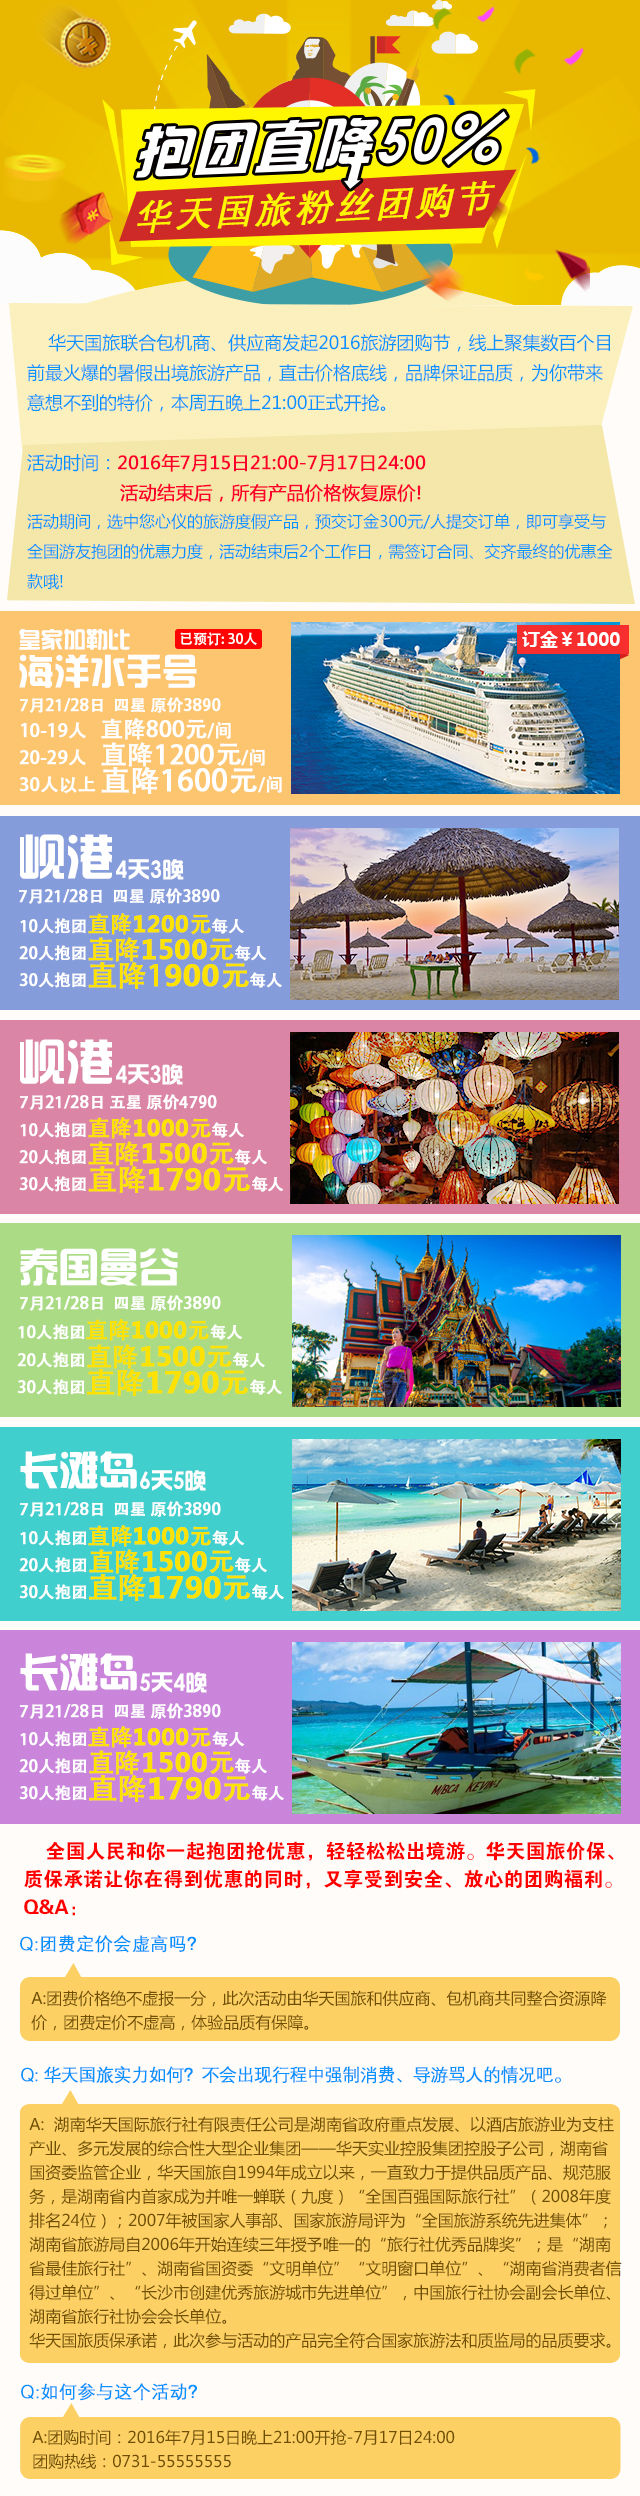 抱团直降50%
华天国旅粉丝团购节
华天国旅联合包机商、供应商发起2016旅游团购节，线上聚集数百个目
前最火爆的暑假出境旅游产品，直击价格底线，品牌保证品质，为你带来
意想不到的特价，本周五晚上21:00正式开抢。
活动时间：2016年7月15日21:00-7月17日24:00
活动结束后，所有产品价格恢复原价!
活动期间，选中您心仪的旅游度假产品，预交订金300元/人提交订单，即可享受与
全国游友抱团的优惠力度，活动结束后2个工作日，需签订合同、交齐最终的优惠全
款哦!
皇家加勒比 已预订: 30人
订金¥1000
海洋水手号
7月21/28日 四星 原价3890
10-19人 直降800元/间
20-29人 直降1200元/间
30人以上 直降1600元/间
岘港 4天3晚
7月21/28日 四星 原价3890
10人抱团直降1200元每人
20人抱团直降1500元每人
30人抱团直降1900元每人
岘港 4天3晚
7月21/28日 五星 原价4790
10人抱团直降1000元每人
20人抱团直降1500元每人
30人抱团直降1790元每人
泰国曼谷
7月21/28日 四星 原价3890
10人抱团直降1000元每人
20人抱团直降1500元每人
30人抱团直降1790元每人
长滩岛 6天5晚
7月21/28日 四星 原价3890
10人抱团直降1000元每人
20人抱团直降1500元每人
30人抱团直降1790元每人
长滩岛 5天4晚
7月21/28日 四星 原价3890
10人抱团直降1000元每人
20人抱团直降1500元每人
30人抱团直降1790元每人
M/BCA KEVIN-J
全国人民和你一起抱团抢优惠，轻轻松松出境游。华天国旅价保、
质保承诺让你在得到优惠的同时，又享受到安全、放心的团购福利。
Q&A：
Q:团费定价会虚高吗?
A:团费价格绝不虚报一分，此次活动由华天国旅和供应商、包机商共同整合资源降
价，团费定价不虚高，体验品质有保障。
Q: 华天国旅实力如何? 不会出现行程中强制消费、导游骂人的情况吧。
A: 湖南华天国际旅行社有限责任公司是湖南省政府重点发展、以酒店旅游业为支柱
产业、多元发展的综合性大型企业集团——华天实业控股集团控股子公司，湖南省
国资委监管企业，华天国旅自1994年成立以来，一直致力于提供品质产品、规范服
务，是湖南省内首家成为并唯一蝉联（九度）“全国百强国际旅行社”（2008年度
排名24位）；2007年被国家人事部、国家旅游局评为“全国旅游系统先进集体”；
湖南省旅游局自2006年开始连续三年授予唯一的“旅行社优秀品牌奖”；是“湖南
省最佳旅行社”、湖南省国资委“文明单位”“文明窗口单位”、“湖南省消费者信
得过单位”、“长沙市创建优秀旅游城市先进单位”，中国旅行社协会副会长单位、
湖南省旅行社协会会长单位。
华天国旅质保承诺，此次参与活动的产品完全符合国家旅游法和质监局的品质要求。
Q:如何参与这个活动?
A:团购时间：2016年7月15日晚上21:00开抢-7月17日24:00
团购热线：0731-55555555